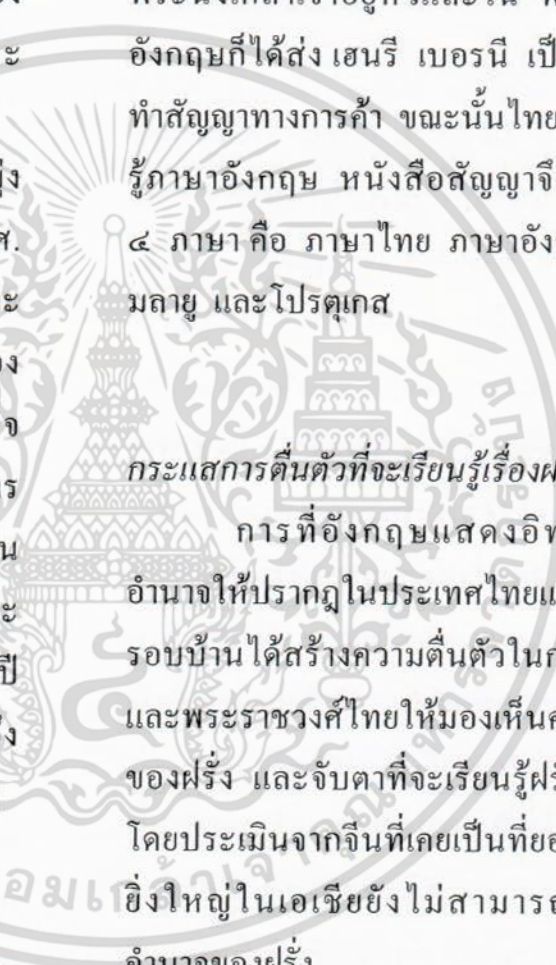 อังกฤษก็ได้ส่ง เฮนรี เบอรนี เป็
ทำสัญญาทางการค้า ขณะนั้นไทย
รู้ภาษาอังกฤษ หนังสือสัญญาจึ
๔ ภาษา คือ ภาษาไทย ภาษาอัง
มลายู และโปรตุเกส
กระแสการตื่นตัวที่จะเรียนรู้เรื่องฝ
การที่อังกฤษแสดงอิท
อำนาจให้ปรากฎในประเทศไทยแ
รอบบ้านได้สร้างความตื่นตัวในก
และพระราชวงศ์ไทยให้มองเห็นค
ของฝรั่ง และจับตาที่จะเรียนรู้ฝร
โดยประเมินจากจีนที่เคยเป็นที่ยอ
ยิ่งใหญ่ในเอเชียยังไม่สามารถ
อำนาจของฝรั่ง